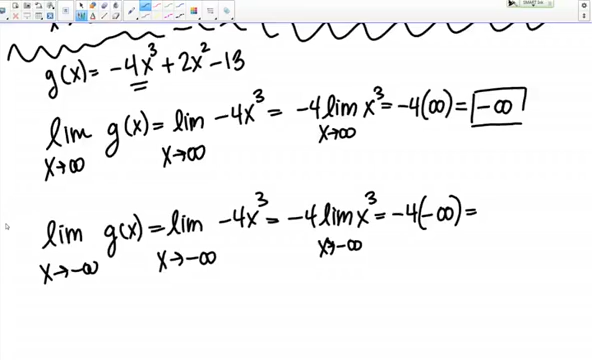 g(x) = -4x³ + 2x² - 13
lim g(x) = lim -4x³ = -4 lim x³ = -4(∞) = -∞
x→∞ x→∞ x→∞
lim g(x) = lim -4x³ = -4 lim x³ = -4(-∞) =
x→-∞ x→-∞ x→-∞